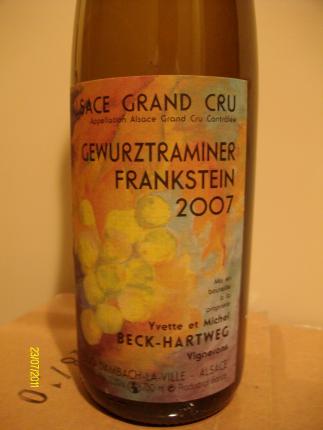 SACE GRAND CRU
Appellation Alsace Grand Cru Contrôlée
GEWURZTRAMINER
FRANKSTEIN
2007
Mis en
bouteille
à la
propriété
Yvette et Michel
BECK-HARTWEG
Vignerons
DAMBACH-LA-VILLE - ALSACE
23/07/2011